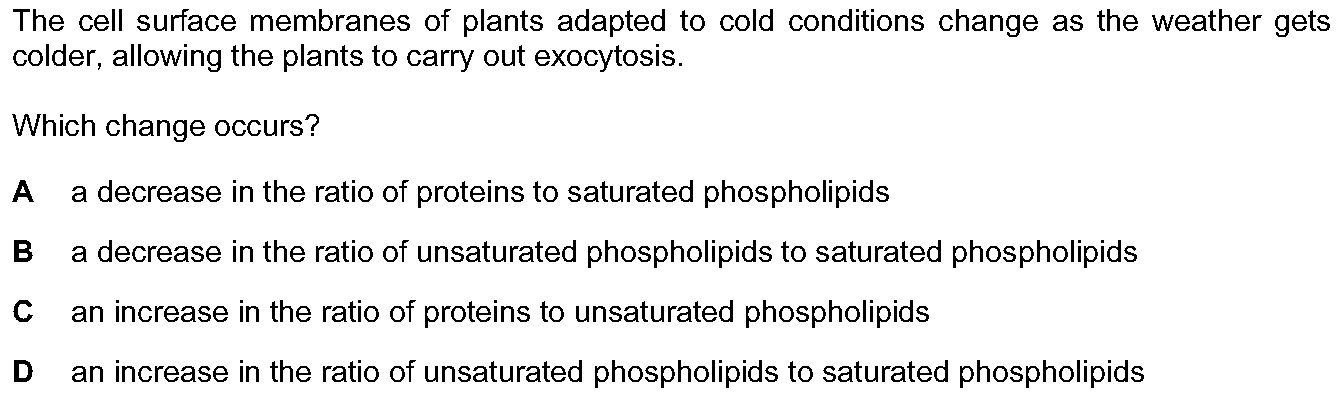 The cell surface membranes of plants adapted to cold conditions change as the weather gets
colder, allowing the plants to carry out exocytosis.
Which change occurs?
A a decrease in the ratio of proteins to saturated phospholipids
B a decrease in the ratio of unsaturated phospholipids to saturated phospholipids
C an increase in the ratio of proteins to unsaturated phospholipids
D an increase in the ratio of unsaturated phospholipids to saturated phospholipids